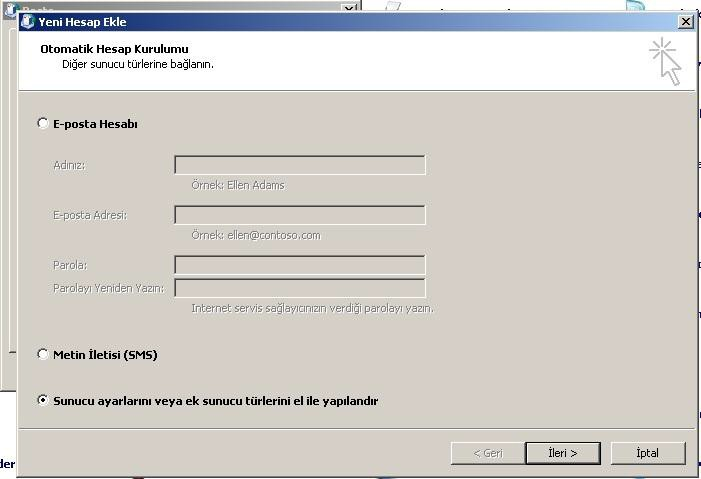 Yeni Hesap Ekle
Otomatik Hesap Kurulumu
Diğer sunucu türlerine bağlanın.
E-posta Hesabı
Adınız:
Örnek: Ellen Adams
E-posta Adresi:
Örnek: ellen@contoso.com
Parola:
Parolayı Yeniden Yazın:
Internet servis sağlayıcınızın verdiği parolayı yazın.
Metin İletisi (SMS)
Sunucu ayarlarını veya ek sunucu türlerini el ile yapılandır
der
< Geri
İleri >
İptal